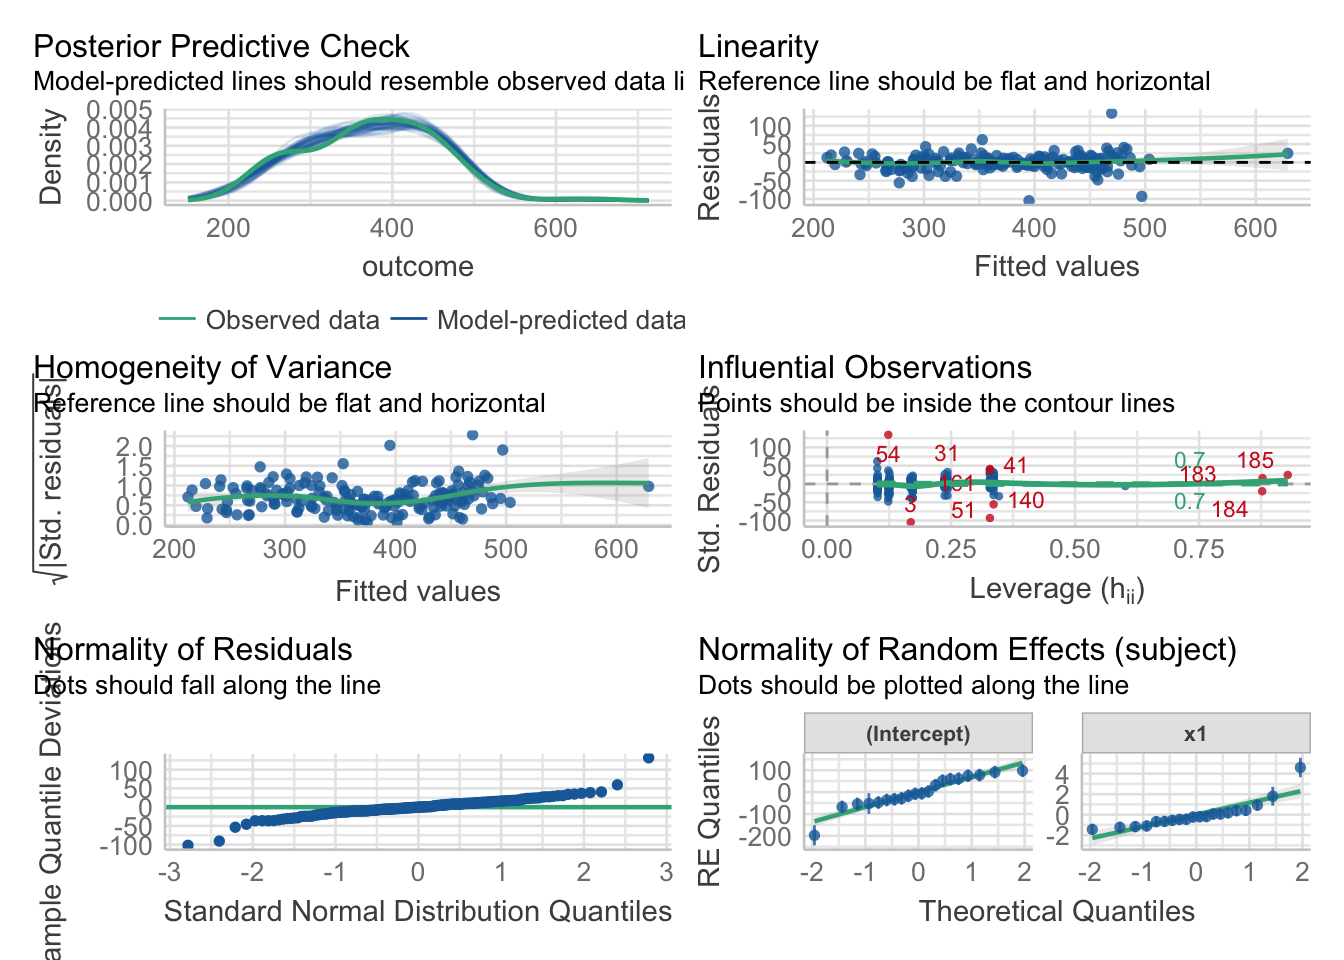 Posterior Predictive Check
Model-predicted lines should resemble observed data li
Density
0.005
0.004
0.003
0.002
0.001
0.000
200 400 600
outcome
Observed data Model-predicted data
Linearity
Reference line should be flat and horizontal
Residuals
100
50
0
-50
-100
200 300 400 500 600
Fitted values
Homogeneity of Variance
Reference line should be flat and horizontal
√|Std. residuals|
2.0
1.5
1.0
0.5
0.0
200 300 400 500 600
Fitted values
Influential Observations
Points should be inside the contour lines
Std. Residuals
100
50
0
-50
-100
54 31 41 0.7 183 185
161
3 51 140 0.7 184
0.00 0.25 0.50 0.75
Leverage (hii)
Normality of Residuals
Dots should fall along the line
ample Quantile Deviations
100
50
0
-50
-100
-3 -2 -1 0 1 2 3
Standard Normal Distribution Quantiles
Normality of Random Effects (subject)
Dots should be plotted along the line
RE Quantiles
(Intercept) x1
100
0
-100
-200
4
2
0
-2
-2 -1 0 1 2 -2 -1 0 1 2
Theoretical Quantiles